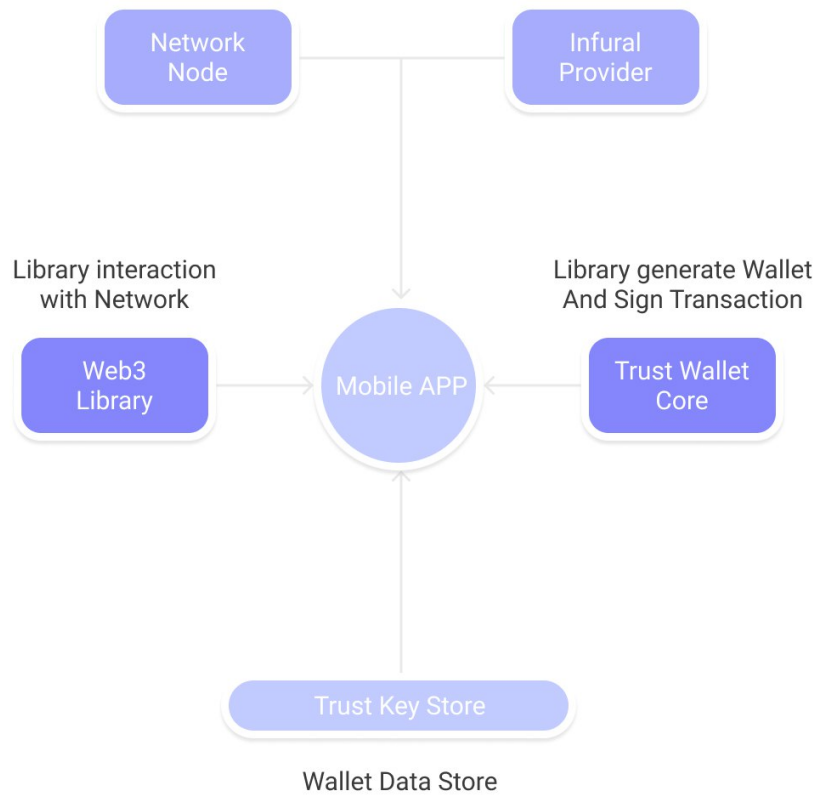 Network
Node
Infural
Provider
Library interaction
with Network
Library generate Wallet
And Sign Transaction
Web3
Library
Mobile APP
Trust Wallet
Core
Trust Key Store
Wallet Data Store